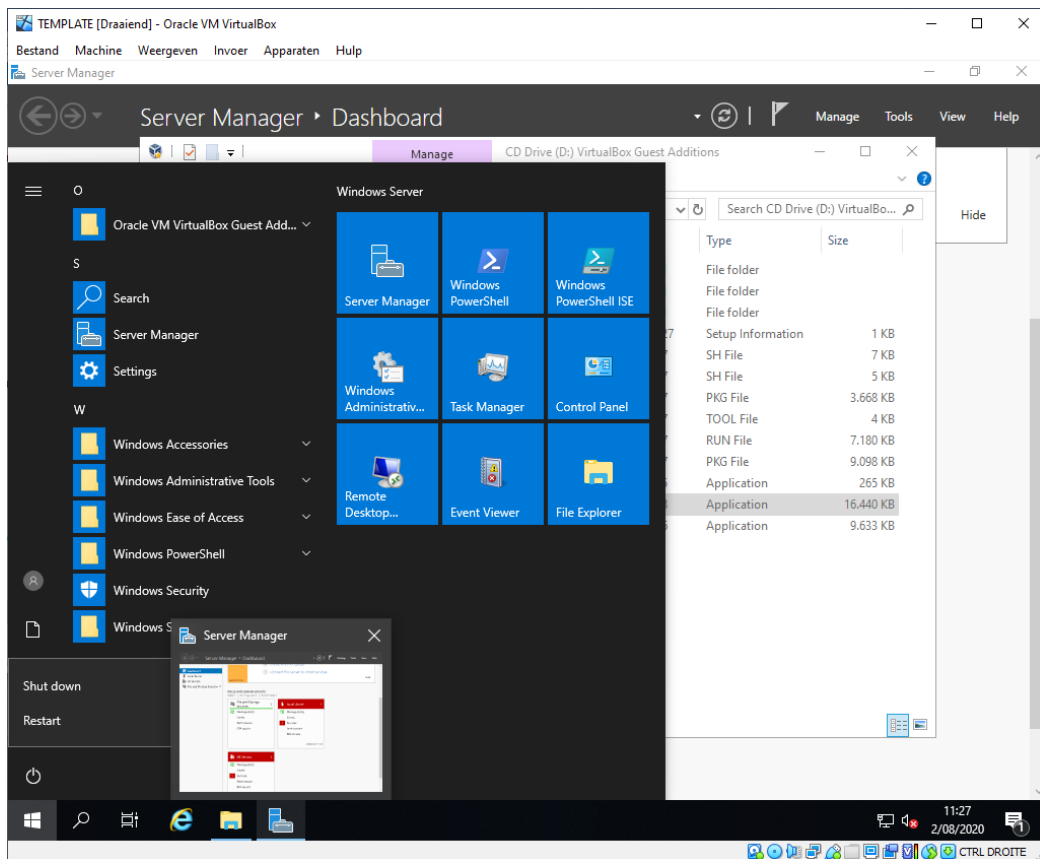 TEMPLATE [Draaiend] - Oracle VM VirtualBox
Bestand Machine Weergeven Invoer Apparaten Hulp
Server Manager
Server Manager ‣ Dashboard
Manage Tools View Help
Manage CD Drive (D:) VirtualBox Guest Additions
Search CD Drive (D:) VirtualBo...
Hide
Type Size
File folder
File folder
File folder
27 Setup Information 1 KB
SH File 7 KB
SH File 5 KB
PKG File 3.668 KB
TOOL File 4 KB
RUN File 7.180 KB
PKG File 9.098 KB
Application 265 KB
Application 16.440 KB
Application 9.633 KB
O
Oracle VM VirtualBox Guest Add...
S
Search
Server Manager
Settings
W
Windows Accessories
Windows Administrative Tools
Windows Ease of Access
Windows PowerShell
Windows Security
Windows S
Windows Server
Server Manager
Windows PowerShell
Windows PowerShell ISE
Windows Administrativ...
Task Manager
Control Panel
Remote Desktop...
Event Viewer
File Explorer
Server Manager
Shut down
Restart
11:27
2/08/2020
1
CTRL DROITE